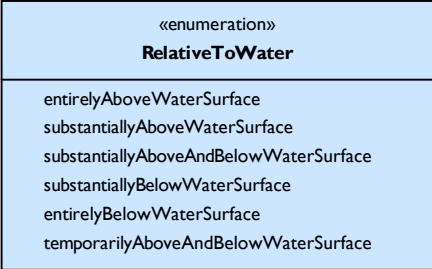 «enumeration»
RelativeToWater
entirelyAboveWaterSurface
substantiallyAboveWaterSurface
substantiallyAboveAndBelowWaterSurface
substantiallyBelowWaterSurface
entirelyBelowWaterSurface
temporarilyAboveAndBelowWaterSurface